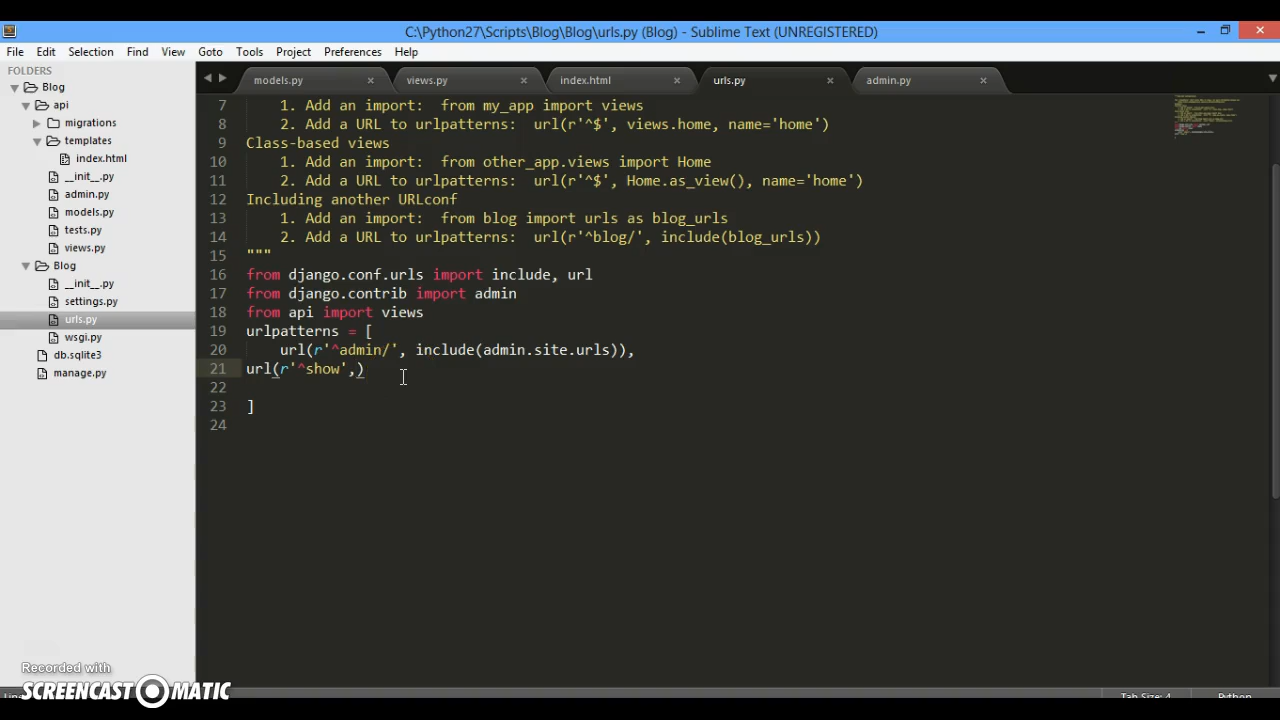 C:\Python27\Scripts\Blog\Blog\urls.py (Blog) - Sublime Text (UNREGISTERED)
File Edit Selection Find View Goto Tools Project Preferences Help
FOLDERS
Blog
api
migrations
templates
index.html
__init__.py
admin.py
models.py
tests.py
views.py
Blog
__init__.py
settings.py
urls.py
wsgi.py
db.sqlite3
manage.py
models.py views.py index.html urls.py admin.py
7 1. Add an import:  from my_app import views
8 2. Add a URL to urlpatterns:  url(r'^$', views.home, name='home')
9 Class-based views
10 1. Add an import:  from other_app.views import Home
11 2. Add a URL to urlpatterns:  url(r'^$', Home.as_view(), name='home')
12 Including another URLconf
13 1. Add an import:  from blog import urls as blog_urls
14 2. Add a URL to urlpatterns:  url(r'^blog/', include(blog_urls))
15 """
16 from django.conf.urls import include, url
17 from django.contrib import admin
18 from api import views
19 urlpatterns = [
20 url(r'^admin/', include(admin.site.urls)),
21 url(r'^show',)
22
23 ]
24
Recorded with
SCREENCAST MATIC
Tab Size: 4 Python